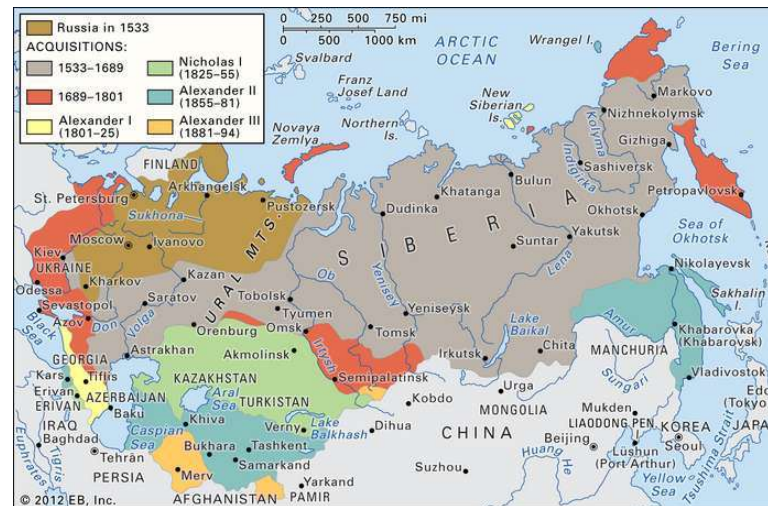 Russia in 1533
ACQUISITIONS:
1533–1689
1689–1801
Alexander I
(1801–25)
Nicholas I
(1825–55)
Alexander II
(1855–81)
Alexander III
(1881–94)
0 250 500 750 mi
0 500 1000 km
ARCTIC
OCEAN
Wrangel I.
Bering
Sea
Svalbard
Franz
Josef Land
New
Siberian
Is.
Northern
Is.
Novaya
Zemlya
Markovo
Nizhnekolymsk
Kolyma
Indigirka
Gizhiga
Sashiversk
FINLAND
St. Petersburg
Arkhangelsk
Pustozersk
Sukhona
Dudinka
Khatanga
Bulun
Petropavlovsk
Okhotsk
Sea of
Okhotsk
Moscow
Ivanovo
URAL MTS.
SIBERIA
Suntar
Yakutsk
Lena
Nikolayevsk
Sakhalin
I.
Kiev
UKRAINE
Kharkov
Kazan
Ob
Yenisey
Yeniseysk
Odessa
Sevastopol
Saratov
Tobolsk
Tyumen
Tomsk
Lake
Baikal
Amur
Khabarovka
(Khabarovsk)
Black
Sea
Azov
Don
Volga
Orenburg
Omsk
Irtysh
Irkutsk
Chita
MANCHURIA
Astrakhan
Akmolinsk
Semipalatinsk
Vladivostok
GEORGIA
Kars
Tiflis
Erivan
ERIVAN
AZERBAIJAN
Baku
KAZAKHSTAN
Aral
Sea
TURKISTAN
Kobdo
Urga
MONGOLIA
Sungari
Edo
(Tokyo)
JAPA
IRAQ
Baghdad
Caspian
Sea
Khiva
Verny
Lake
Balkhash
Dihua
CHINA
Mukden
LIAODONG PEN.
KOREA
Seoul
Beijing
Lüshun
(Port Arthur)
Bukhara
Tashkent
Samarkand
Tehrān
PERSIA
Merv
AFGHANISTAN
PAMIR
Yarkand
Suzhou
Huang He
Yellow
Sea
Tsushima Strait
Euphrates
Tigris
© 2012 EB, Inc.